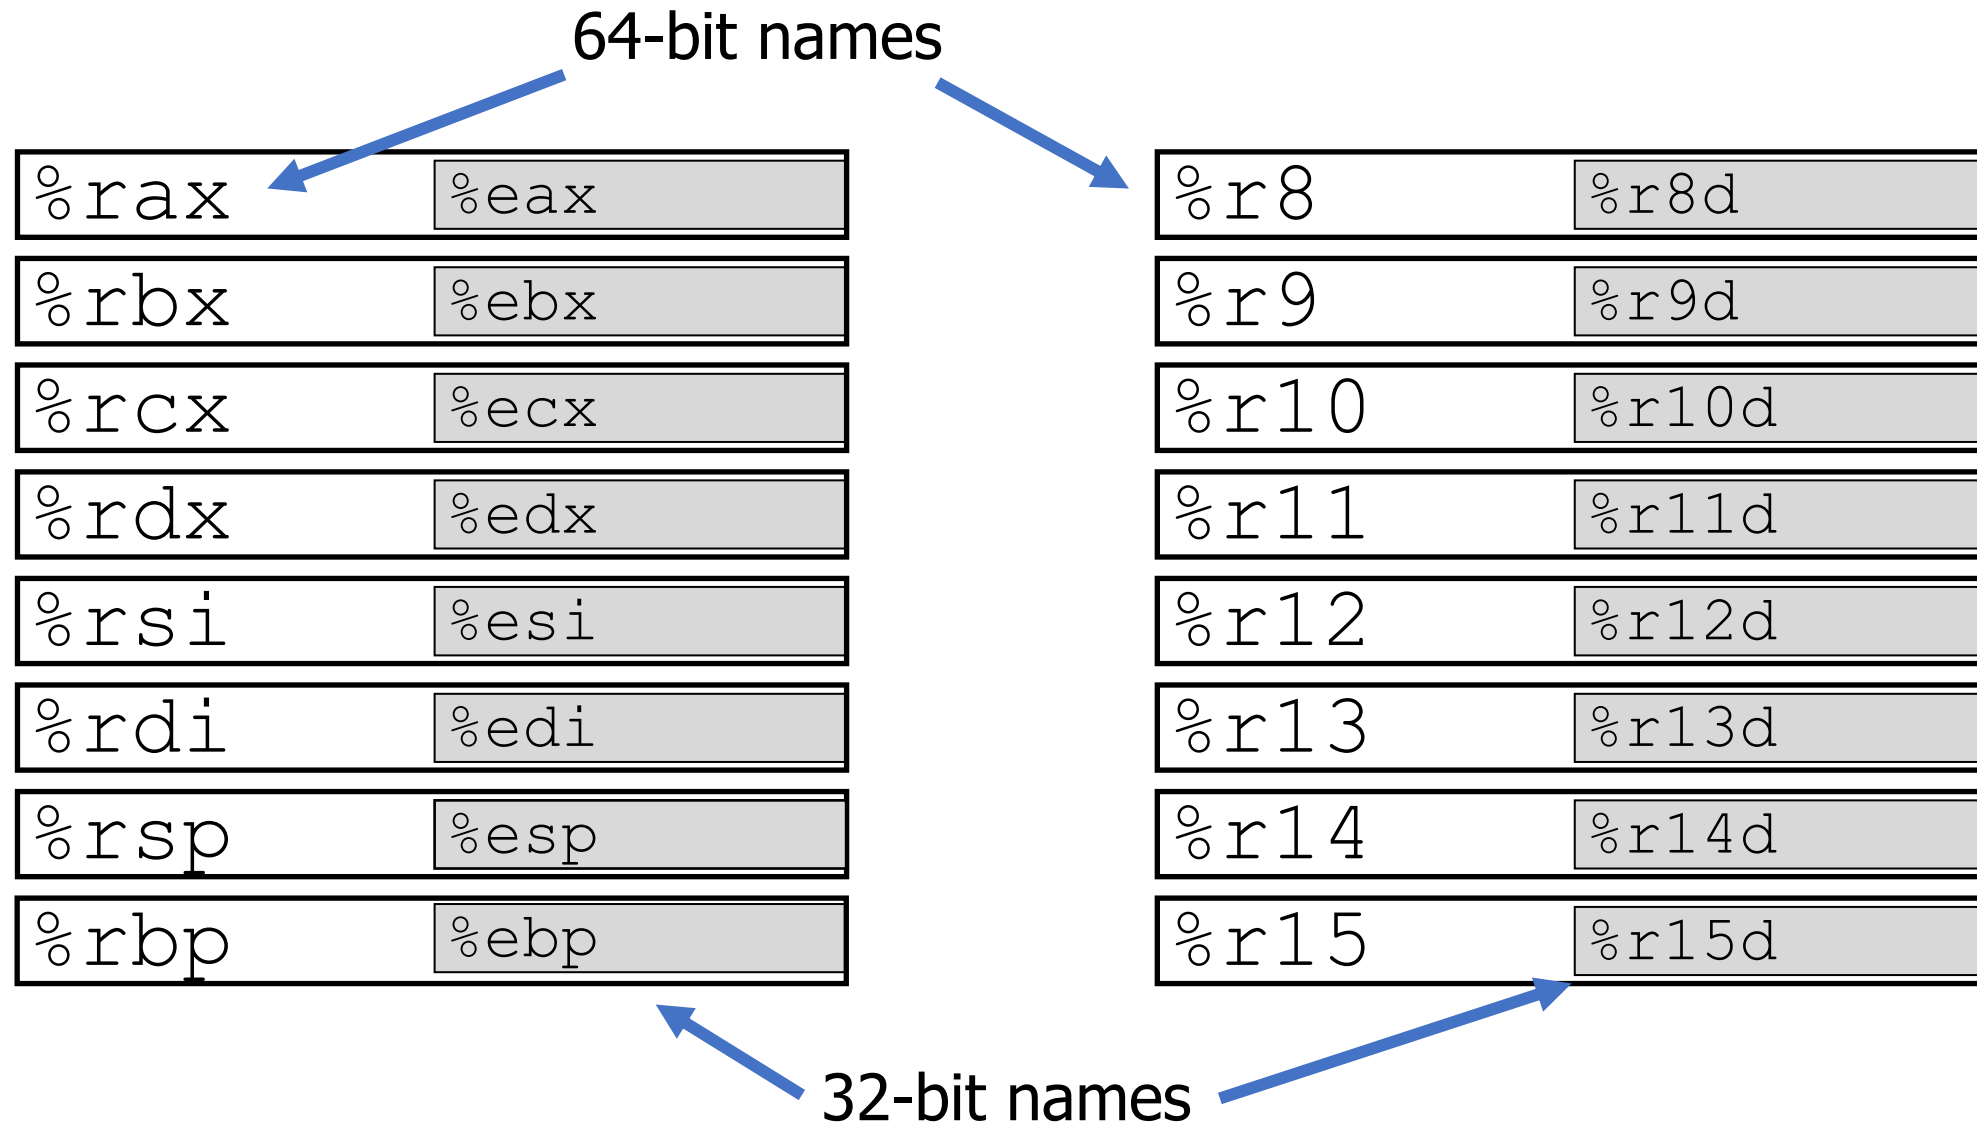 64-bit names
%rax %eax %r8 %r8d
%rbx %ebx %r9 %r9d
%rcx %ecx %r10 %r10d
%rdx %edx %r11 %r11d
%rsi %esi %r12 %r12d
%rdi %edi %r13 %r13d
%rsp %esp %r14 %r14d
%rbp %ebp %r15 %r15d
32-bit names